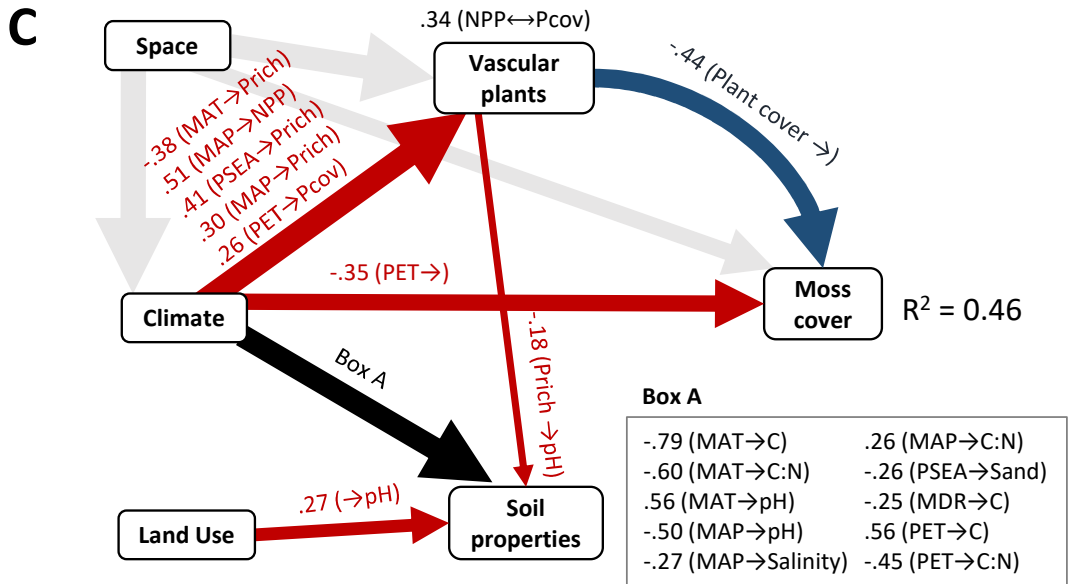 C
.34 (NPP↔Pcov)
Space
Vascular
plants
-.44 (Plant cover →)
-.38 (MAT→Prich)
.51 (MAP→NPP)
.41 (PSEA→Prich)
.30 (MAP→Prich)
.26 (PET→Pcov)
-.35 (PET→)
Climate
Moss
cover
R² = 0.46
Box A
-.18 (Prich →pH)
.27 (→pH)
Land Use
Soil
properties
Box A
-.79 (MAT→C)
-.60 (MAT→C:N)
.56 (MAT→pH)
-.50 (MAP→pH)
-.27 (MAP→Salinity)
.26 (MAP→C:N)
-.26 (PSEA→Sand)
-.25 (MDR→C)
.56 (PET→C)
-.45 (PET→C:N)